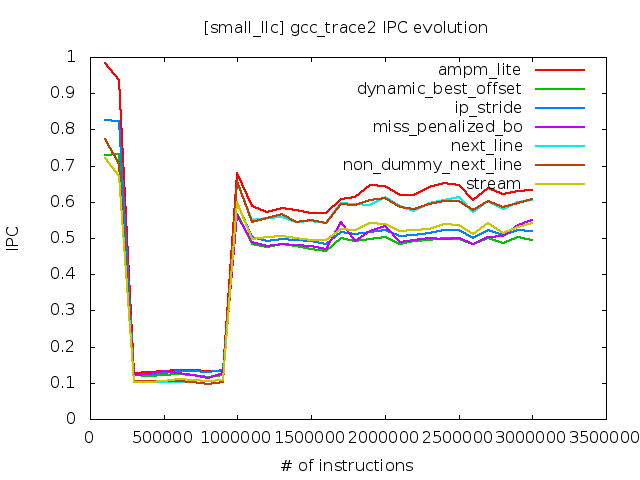 [small_llc] gcc_trace2 IPC evolution
1
0.9
0.8
0.7
0.6
0.5
0.4
0.3
0.2
0.1
0
IPC
ampm_lite
dynamic_best_offset
ip_stride
miss_penalized_bo
next_line
non_dummy_next_line
stream
0 500000 1000000 1500000 2000000 2500000 3000000 3500000
# of instructions